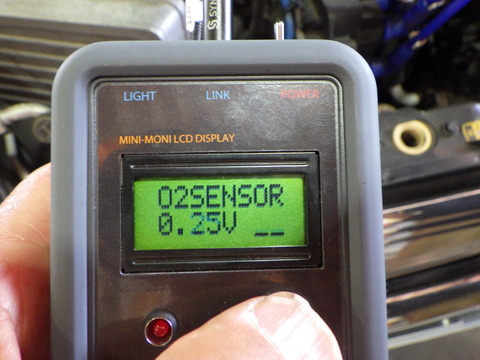 LIGHT LINK POWER
MINI-MONI LCD DISPLAY
O2SENSOR
0.25V __